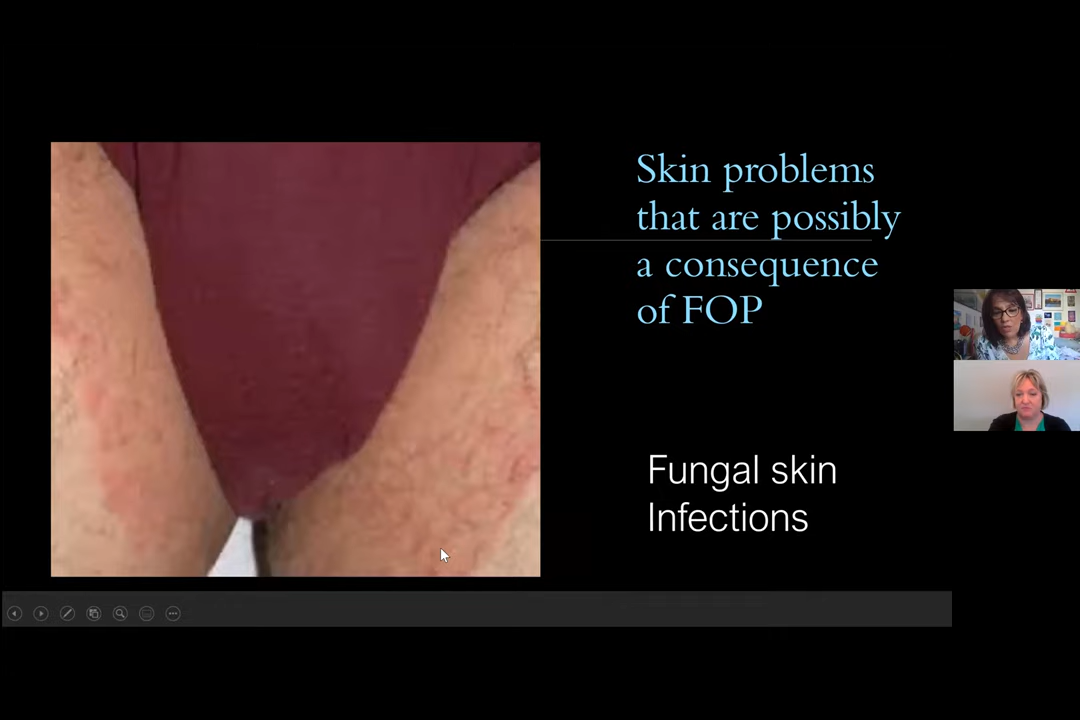 Skin problems
that are possibly
a consequence
of FOP
Fungal skin
Infections